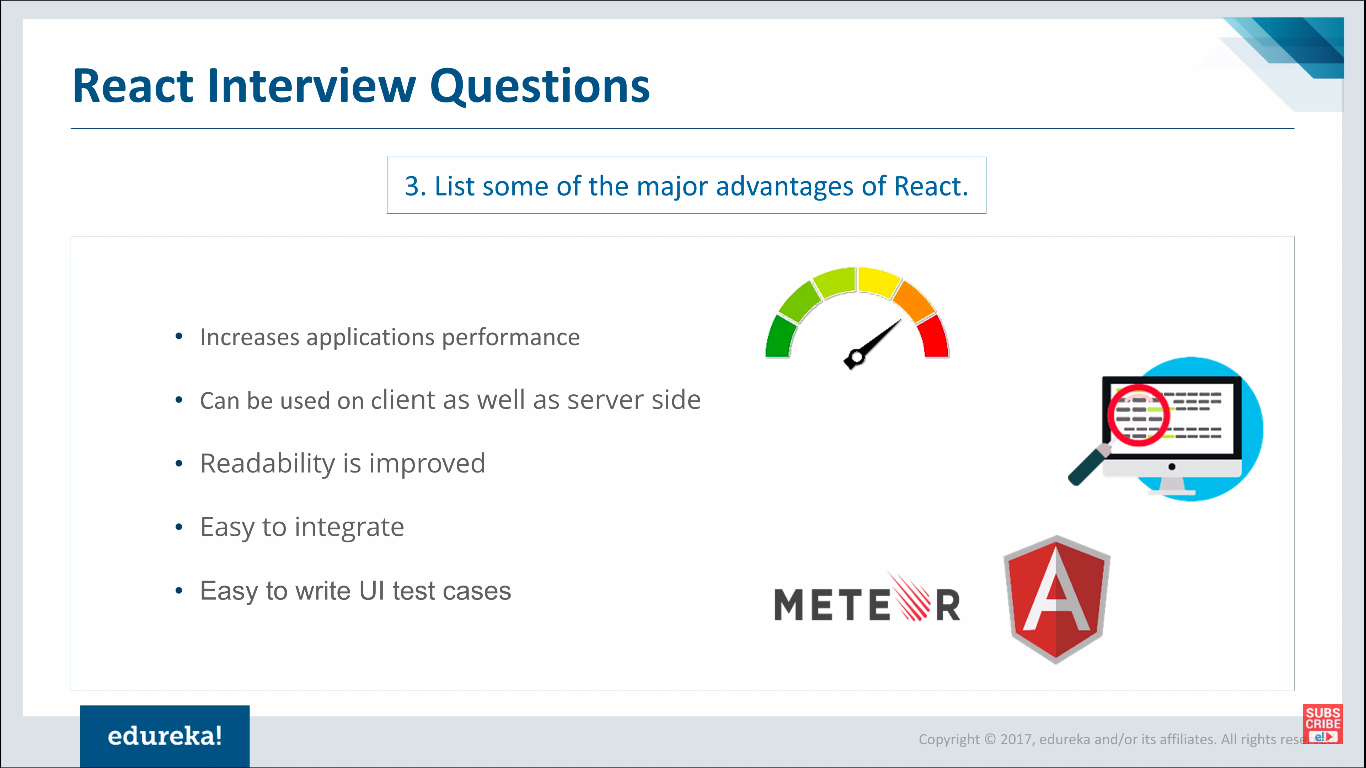 React Interview Questions
3. List some of the major advantages of React.
• Increases applications performance
• Can be used on client as well as server side
• Readability is improved
• Easy to integrate
• Easy to write UI test cases
METEOR
A
edureka!
Copyright © 2017, edureka and/or its affiliates. All rights
SUBS
CRIBE
e!